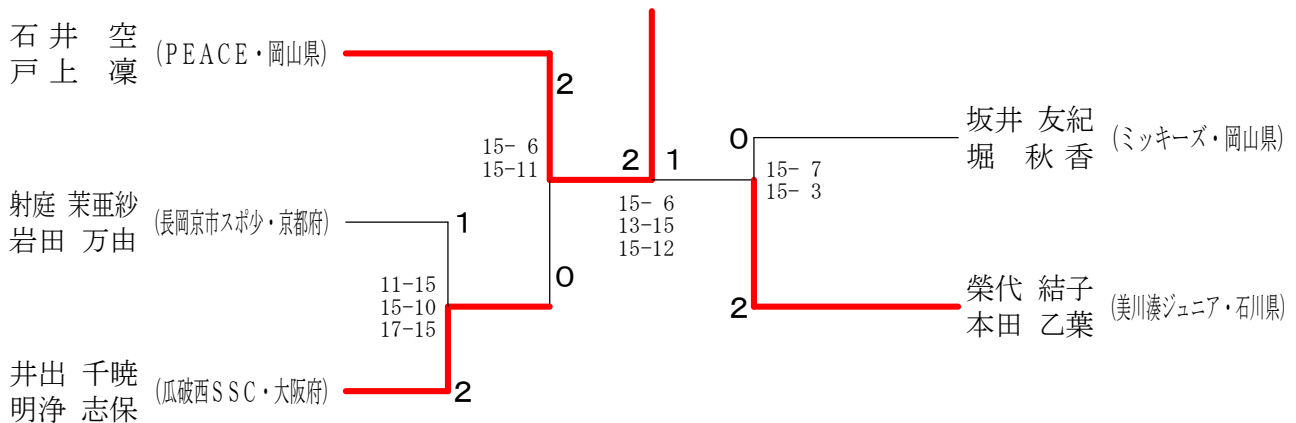 石井 空
戸上 凜
(PEACE・岡山県)
2
15- 6
15-11
2
1
15- 6
13-15
15-12
0
15- 7
15- 3
坂井 友紀
堀 秋香
(ミッキーズ・岡山県)
射庭 茉亜紗
岩田 万由
(長岡京市スポ少・京都府)
1
11-15
15-10
17-15
0
2
榮代 結子
本田 乙葉
(美川湊ジュニア・石川県)
井出 千暁
明浄 志保
(瓜破西SSC・大阪府)
2